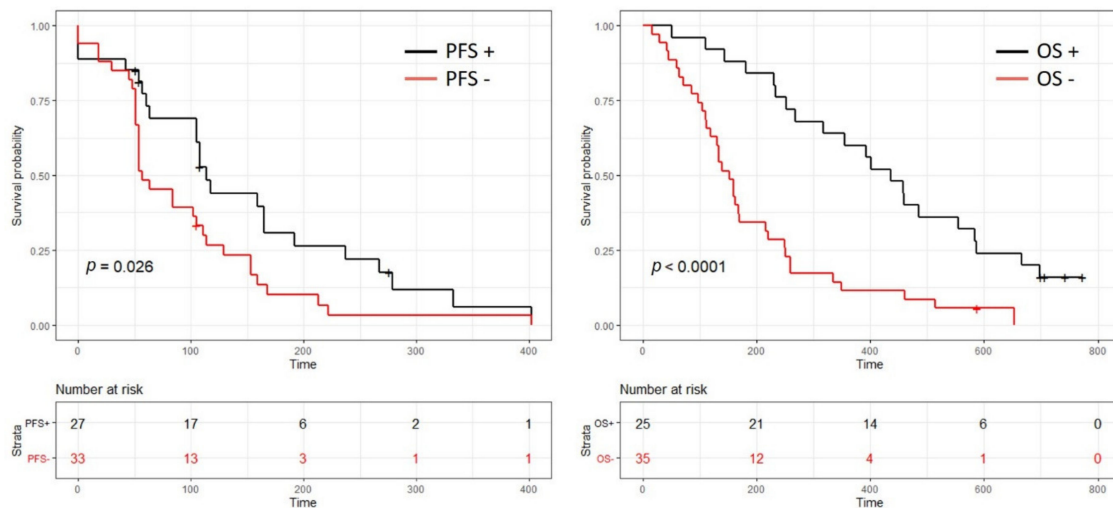 1.00
0.75
0.50
0.25
0.00
Survival probability
PFS +
PFS -
p = 0.026
0 100 200 300 400
Time
Number at risk
Strata
PFS+ 27 17 6 2 1
PFS- 33 13 3 1 1
0 100 200 300 400
Time
1.00
0.75
0.50
0.25
0.00
Survival probability
OS +
OS -
p < 0.0001
0 200 400 600 800
Time
Number at risk
Strata
OS+ 25 21 14 6 0
OS- 35 12 4 1 0
0 200 400 600 800
Time